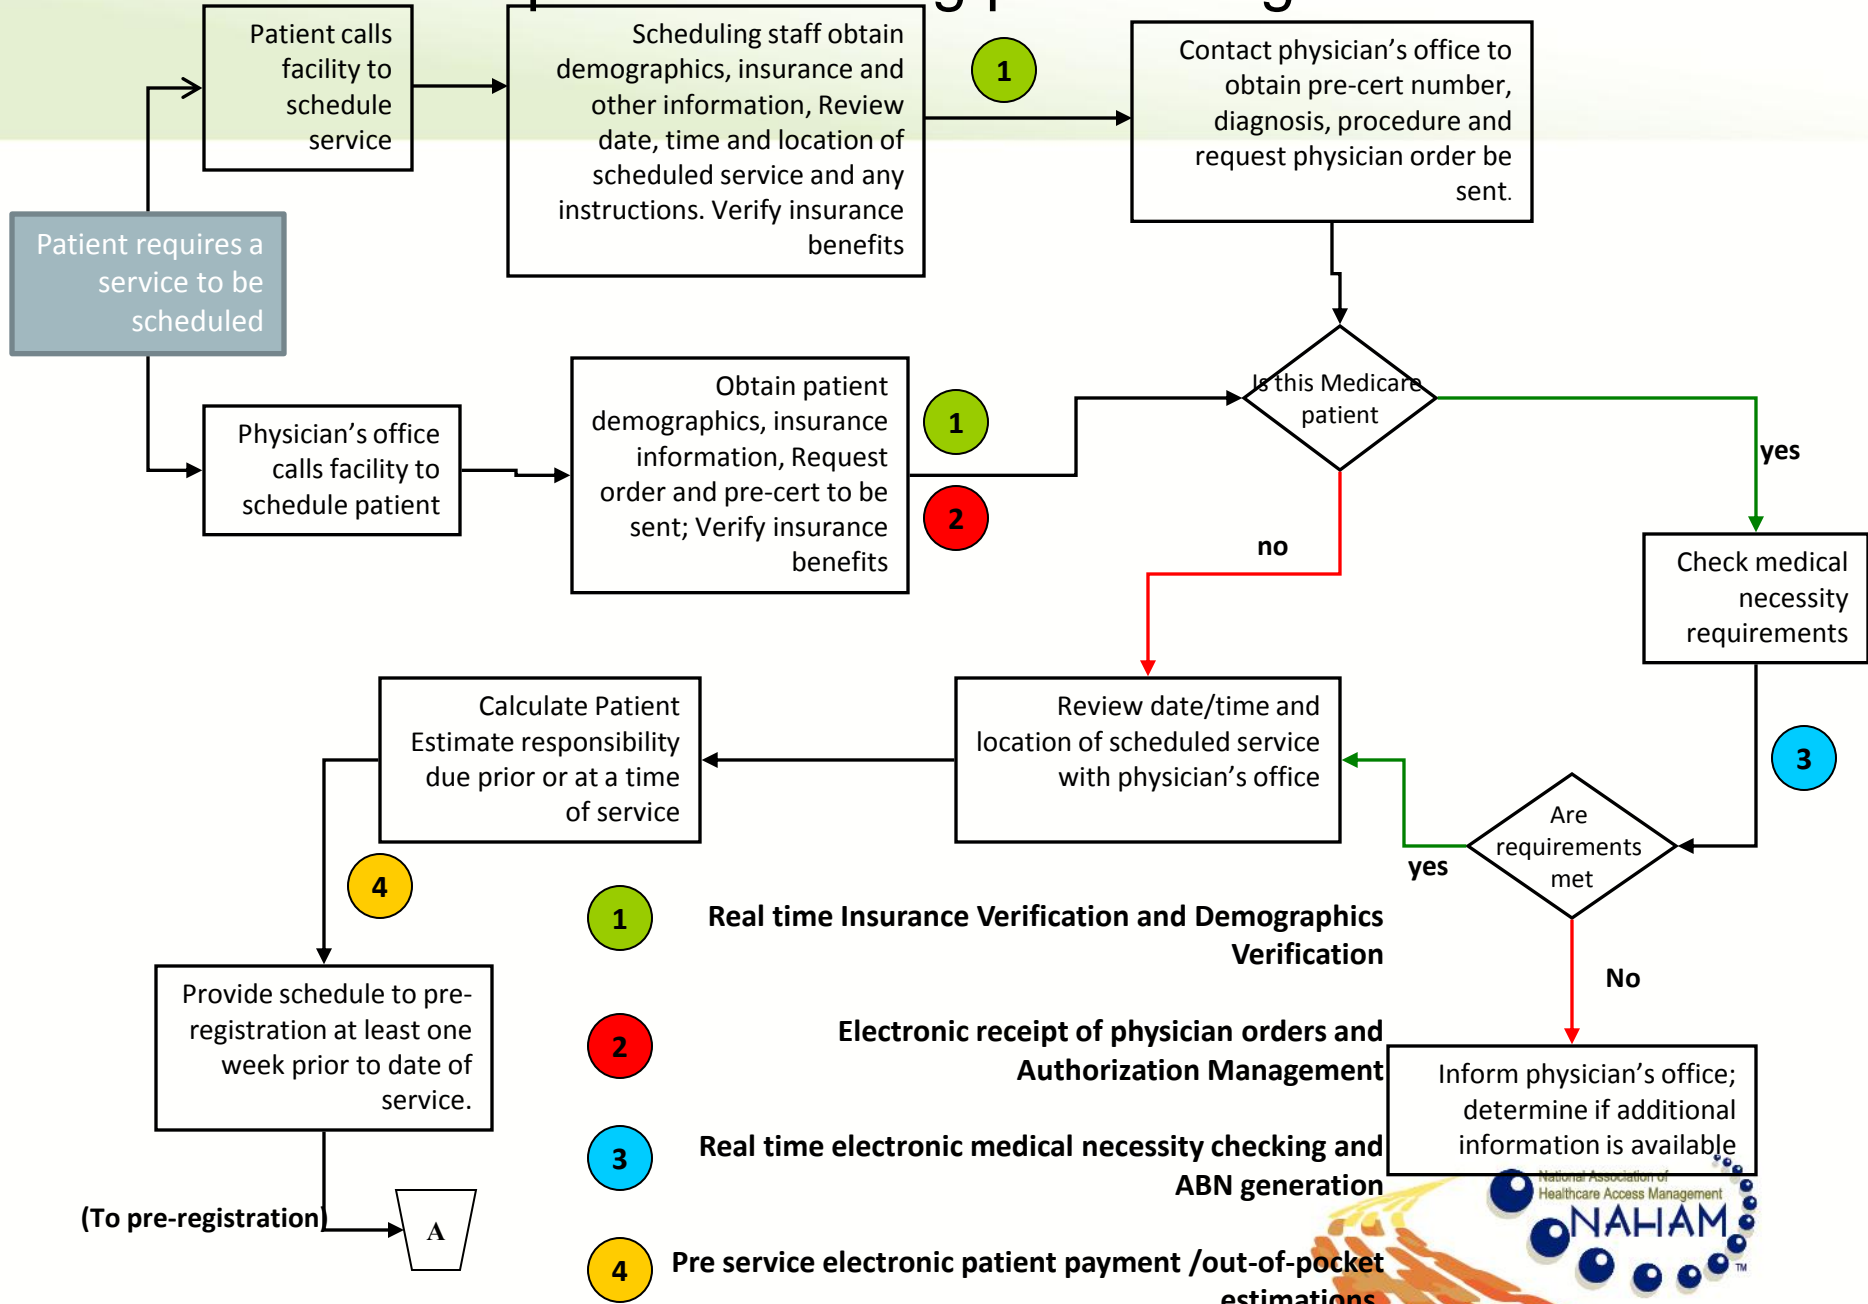 Patient calls
facility to
schedule
service
Scheduling staff obtain
demographics, insurance and
other information, Review
date, time and location of
scheduled service and any
instructions. Verify insurance
benefits
1
Contact physician’s office to
obtain pre-cert number,
diagnosis, procedure and
request physician order be
sent.
Patient requires a
service to be
scheduled
Physician’s office
calls facility to
schedule patient
Obtain patient
demographics, insurance
information, Request
order and pre-cert to be
sent; Verify insurance
benefits
1
2
Is this Medicare
patient
yes
no
Check medical
necessity
requirements
3
Are
requirements
met
yes
No
Review date/time and
location of scheduled service
with physician’s office
Calculate Patient
Estimate responsibility
due prior or at a time
of service
4
Provide schedule to pre-
registration at least one
week prior to date of
service.
(To pre-registration)
A
Inform physician’s office;
determine if additional
information is available
1
Real time Insurance Verification and Demographics
Verification
2
Electronic receipt of physician orders and
Authorization Management
3
Real time electronic medical necessity checking and
ABN generation
4
Pre service electronic patient payment /out-of-pocket
estimations
National Association of
Healthcare Access Management
NAHAM
TM